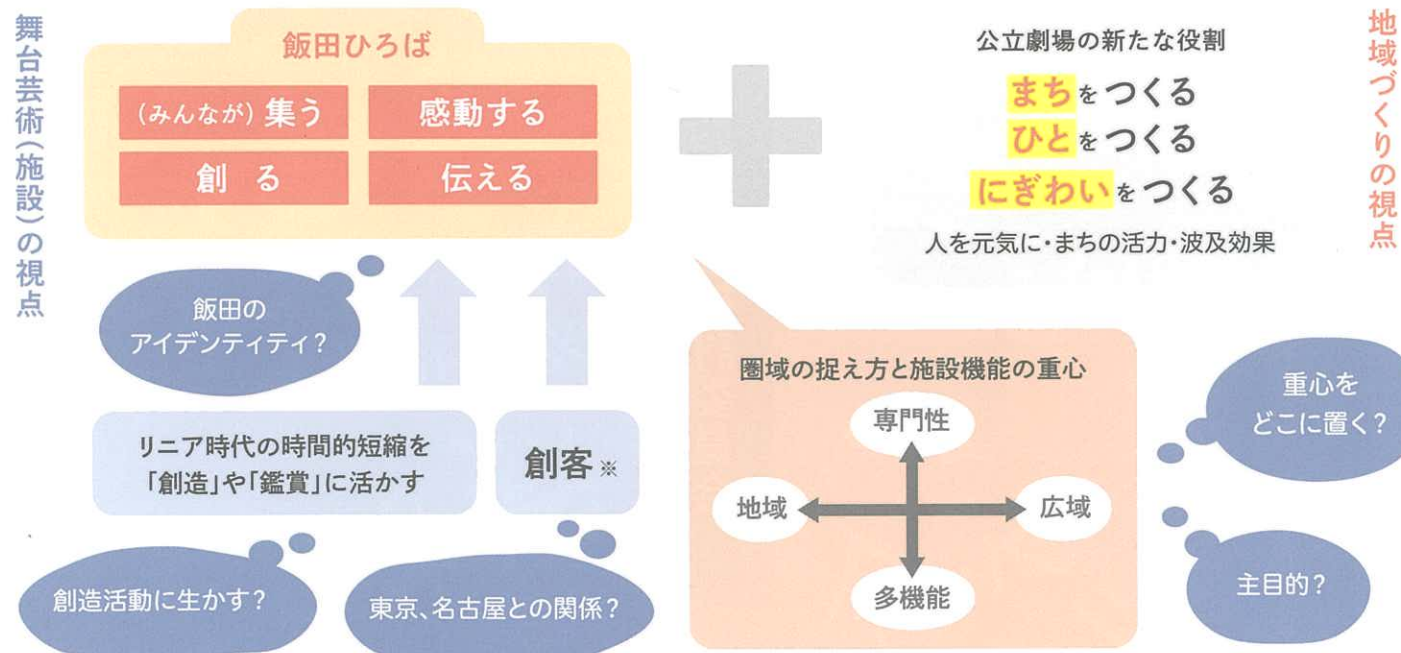 舞台芸術(施設)の視点
飯田ひろば
(みんなが)集う
感動する
創る
伝える
飯田の
アイデンティティ?
リニア時代の時間的短縮を
「創造」や「鑑賞」に活かす
創客※
創造活動に生かす?
東京、名古屋との関係?
公立劇場の新たな役割
まちをつくる
ひとをつくる
にぎわいをつくる
人を元気に・まちの活力・波及効果
地域づくりの視点
圏域の捉え方と施設機能の重心
専門性
地域
広域
多機能
重心を
どこに置く?
主目的?